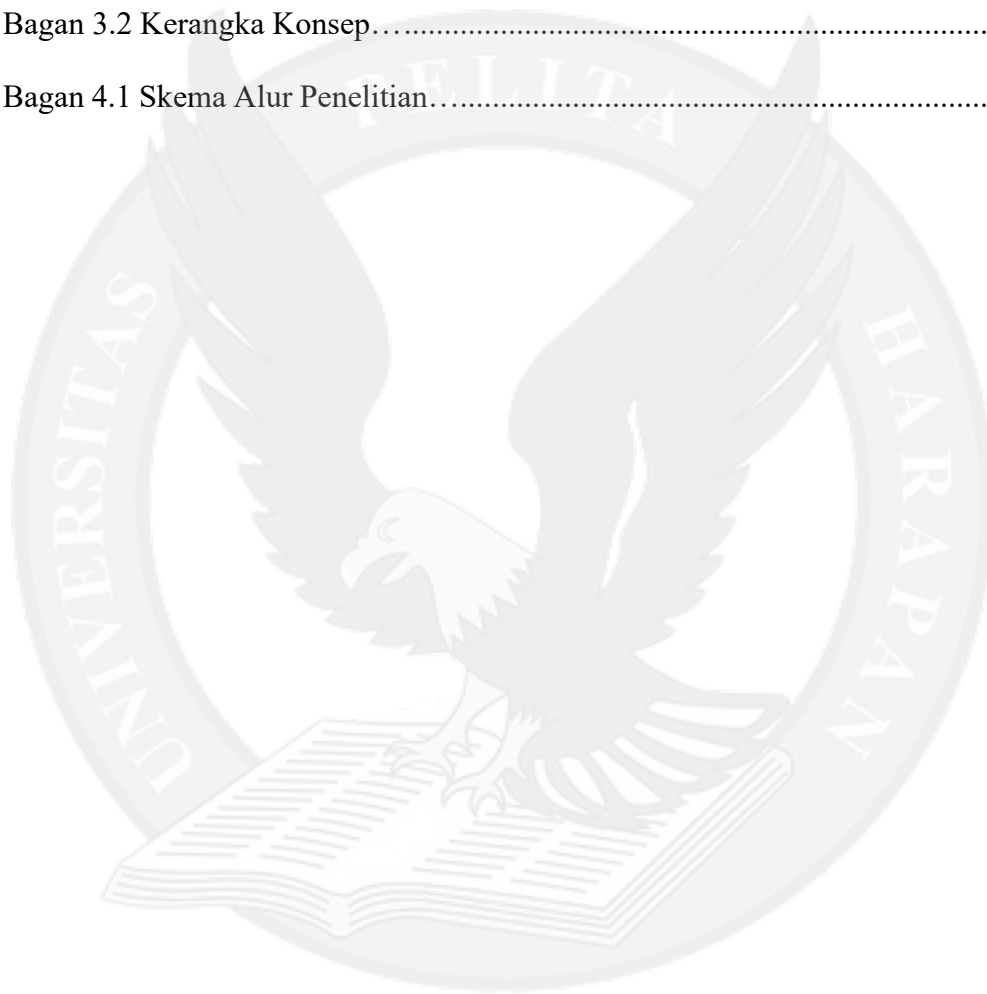 Bagan 3.2 Kerangka Konsep….........................................................................
Bagan 4.1 Skema Alur Penelitian…..................................................................
UNIVERSITAS PELITA HARAPAN